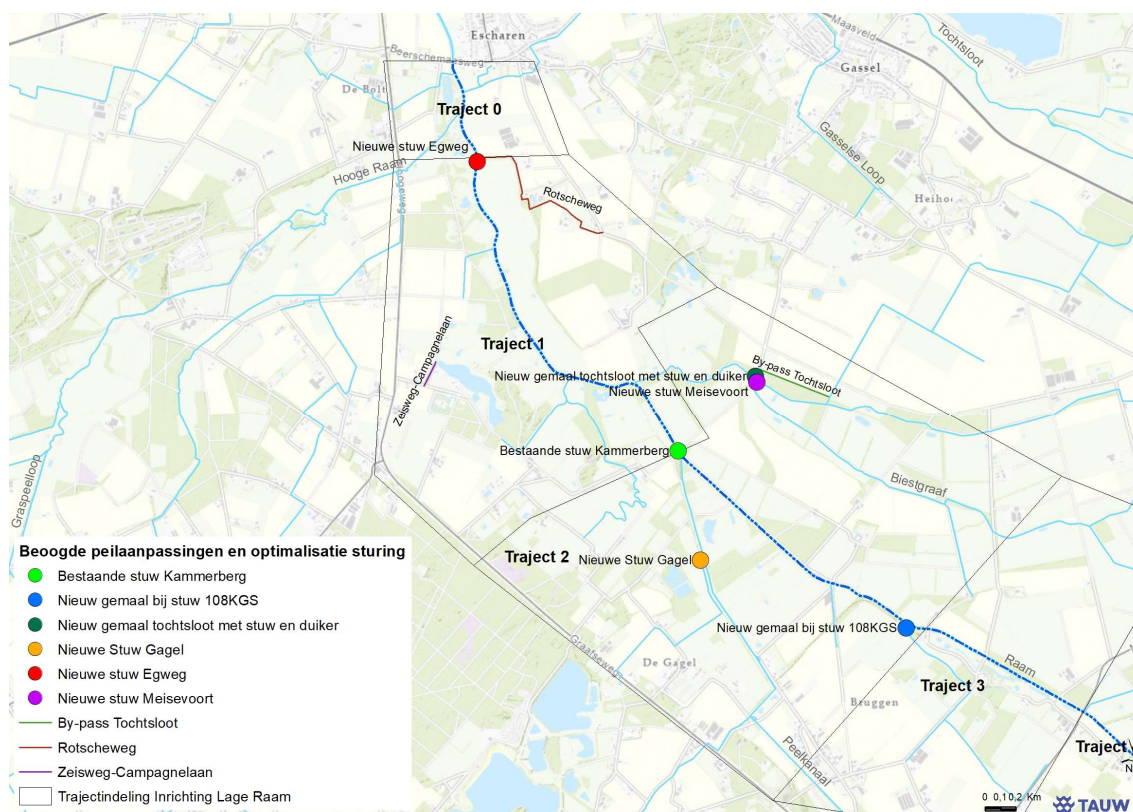 Escharen
Beerschemaasweg
De Bolt
Traject 0
Nieuwe stuw Egweg
Hooge Raam
Hoogeweg
Rotscheweg
Maasveld
Tochtsloot
Gassel
Gasselse Loop
Traject 1
Zeisweg-Campagnelaan
Nieuw gemaal tochtsloot met stuw en duiker
By-pass Tochtsloot
Nieuwe stuw Meisevoort
Bestaande stuw Kammerberg
Biestgraaf
Graspeelloop
Traject 2
Nieuwe Stuw Gagel
Nieuw gemaal bij stuw 108KGS
Graafseweg
De Gagel
Raam
Traject 3
Bruggen
Peelkanaal
Traject
N
Beoogde peilaanpassingen en optimalisatie sturing
Bestaande stuw Kammerberg
Nieuw gemaal bij stuw 108KGS
Nieuw gemaal tochtsloot met stuw en duiker
Nieuwe Stuw Gagel
Nieuwe stuw Egweg
Nieuwe stuw Meisevoort
By-pass Tochtsloot
Rotscheweg
Zeisweg-Campagnelaan
Trajectindeling Inrichting Lage Raam
0 0,10,2 Km
TAUW